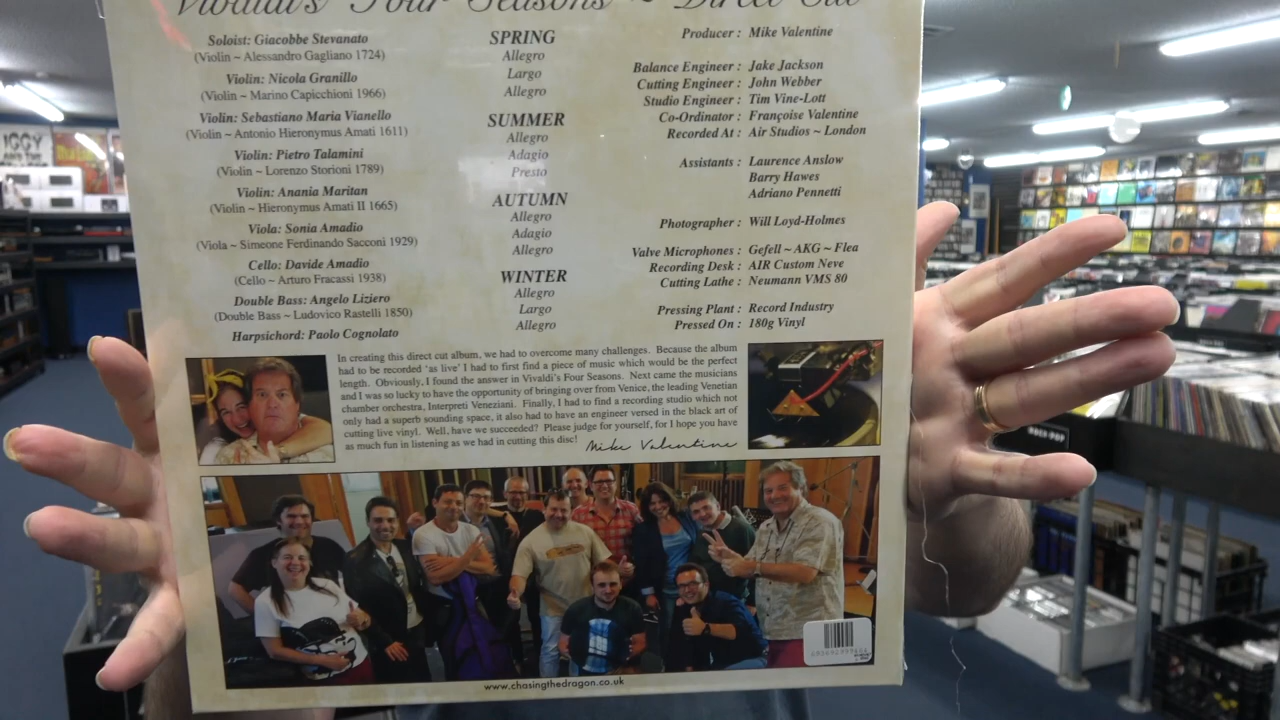 Vivaldi's Four Seasons ~ Direct Cut
Soloist: Giacobbe Stevanato
(Violin ~ Alessandro Gagliano 1724)
Violin: Nicola Granillo
(Violin ~ Marino Capicchioni 1966)
Violin: Sebastiano Maria Vianello
(Violin ~ Antonio Hieronymus Amati 1611)
Violin: Pietro Talamini
(Violin ~ Lorenzo Storioni 1789)
Violin: Anania Maritan
(Violin ~ Hieronymus Amati II 1665)
Viola: Sonia Amadio
(Viola ~ Simeone Ferdinando Sacconi 1929)
Cello: Davide Amadio
(Cello ~ Arturo Fracassi 1938)
Double Bass: Angelo Liziero
(Double Bass ~ Ludovico Rastelli 1850)
Harpsichord: Paolo Cognolato
SPRING
Allegro
Largo
Allegro
SUMMER
Allegro
Adagio
Presto
AUTUMN
Allegro
Adagio
Allegro
WINTER
Allegro
Largo
Allegro
Producer : Mike Valentine
Balance Engineer : Jake Jackson
Cutting Engineer : John Webber
Studio Engineer : Tim Vine-Lott
Co-Ordinator : Françoise Valentine
Recorded At : Air Studios ~ London
Assistants : Laurence Anslow
Barry Hawes
Adriano Pennetti
Photographer : Will Loyd-Holmes
Valve Microphones : Gefell ~ AKG ~ Flea
Recording Desk : AIR Custom Neve
Cutting Lathe : Neumann VMS 80
Pressing Plant : Record Industry
Pressed On : 180g Vinyl
In creating this direct cut album, we had to overcome many challenges. Because the album
had to be recorded 'as live' I had to first find a piece of music which would be the perfect
length. Obviously, I found the answer in Vivaldi's Four Seasons. Next came the musicians
and I was so lucky to have the opportunity of bringing over from Venice, the leading Venetian
chamber orchestra, Interpreti Veneziani. Finally, I had to find a recording studio which not
only had a superb sounding space, it also had to have an engineer versed in the black art of
cutting live vinyl. Well, have we succeeded? Please judge for yourself, for I hope you have
as much fun in listening as we had in cutting this disc! Mike Valentine
www.chasingthedragon.co.uk
IGGY